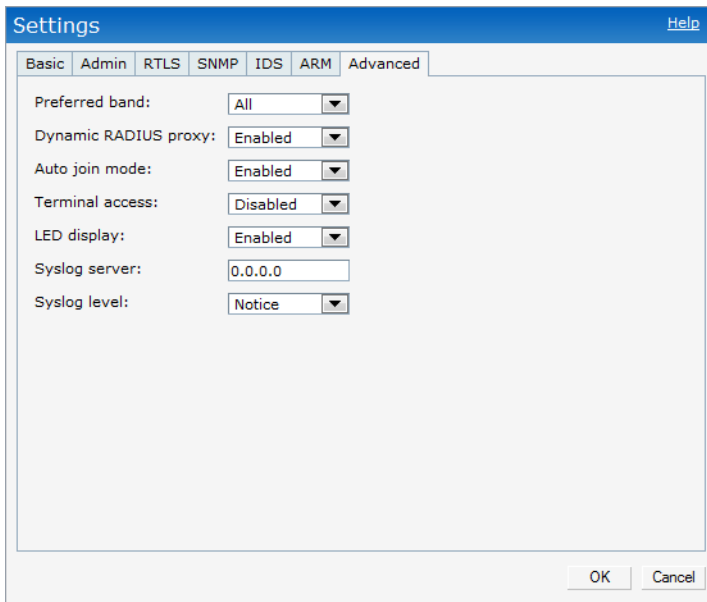 Settings Help
Basic Admin RTLS SNMP IDS ARM Advanced
Preferred band: All
Dynamic RADIUS proxy: Enabled
Auto join mode: Enabled
Terminal access: Disabled
LED display: Enabled
Syslog server: 0.0.0.0
Syslog level: Notice
OK Cancel